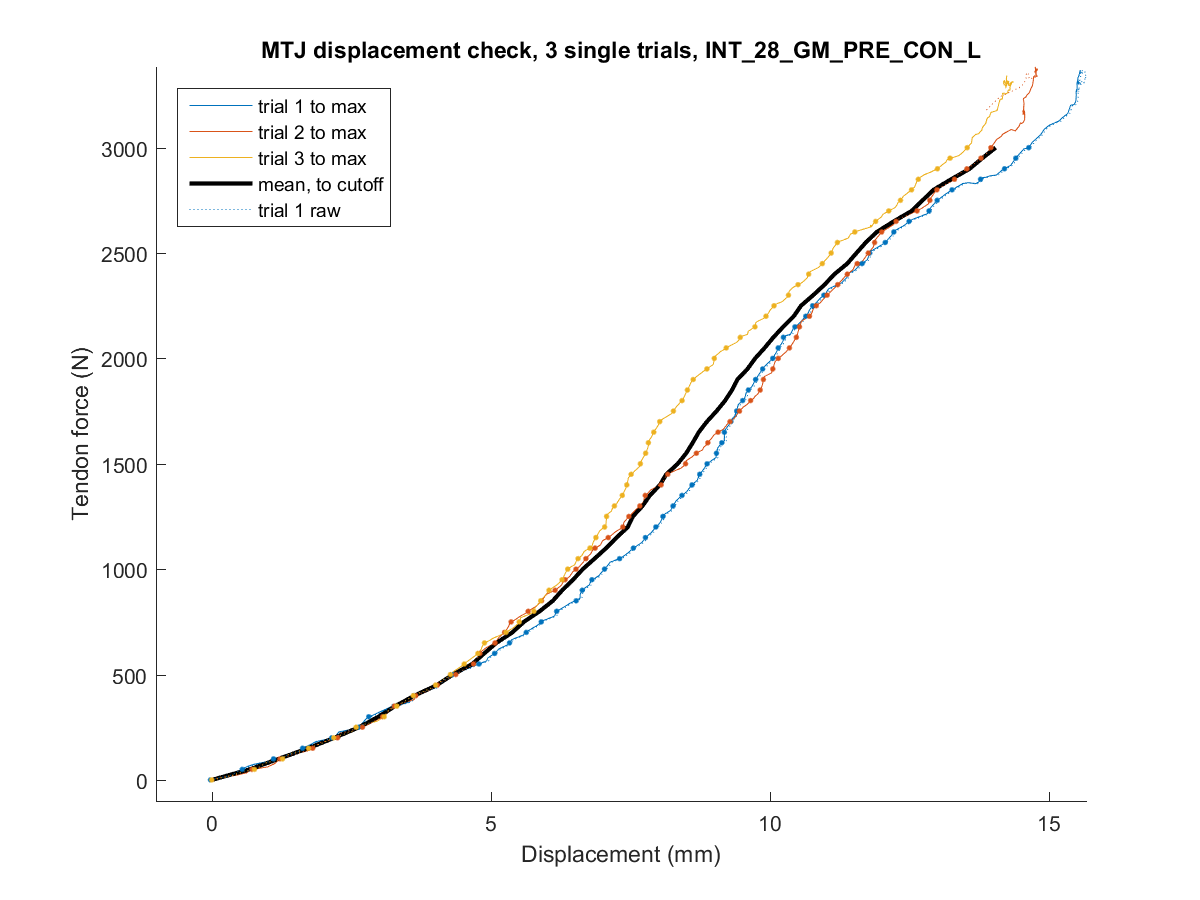 MTJ displacement check, 3 single trials, INT_28_GM_PRE_CON_L
trial 1 to max
trial 2 to max
trial 3 to max
mean, to cutoff
trial 1 raw
3000
2500
2000
1500
1000
500
0
Tendon force (N)
0 5 10 15
Displacement (mm)